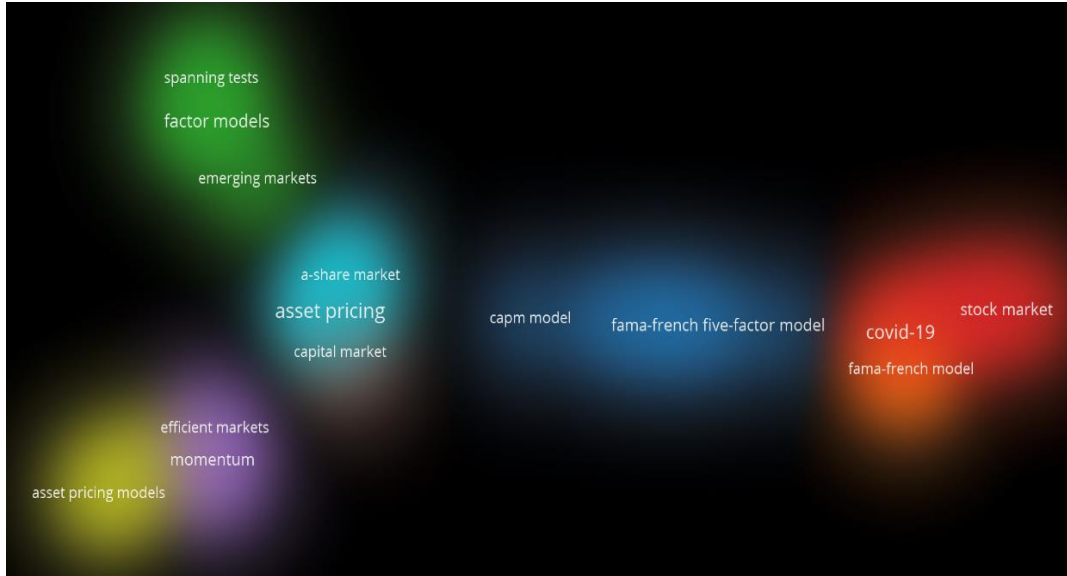 spanning tests
factor models
emerging markets
a-share market
asset pricing
capital market
capm model
fama-french five-factor model
stock market
covid-19
fama-french model
efficient markets
momentum
asset pricing models